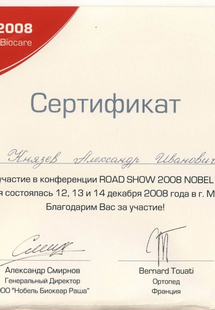 2008
Biocare
Сертификат
Князев Александр Иванович
участие в конференции ROAD SHOW 2008 NOBEL
состоялась 12, 13 и 14 декабря 2008 года в г. М
Благодарим Вас за участие!
Александр Смирнов Bernard Touati
Генеральный Директор Ортопед
ООО "Нобель Биокеар Раша" Франция